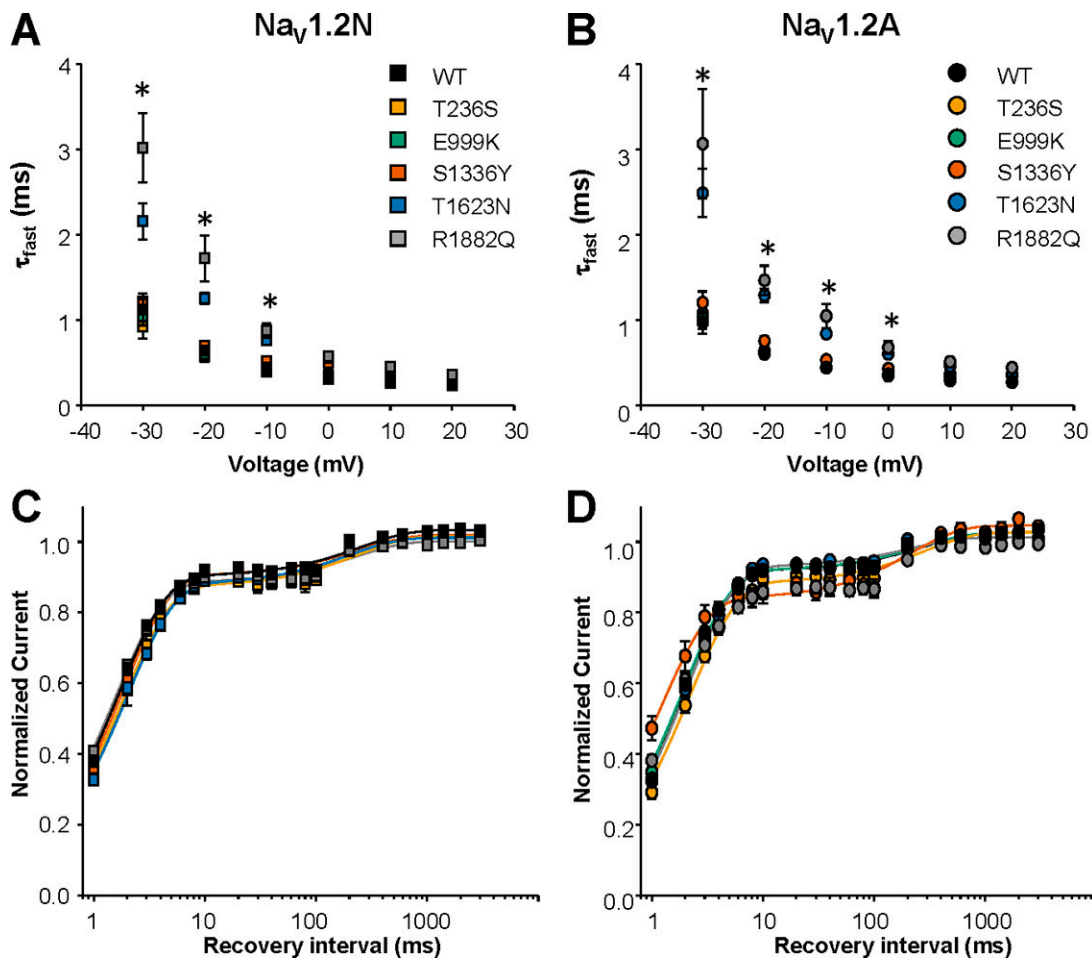 A
Na_V1.2N
4
3
2
1
0
τ_fast (ms)
-40 -30 -20 -10 0 10 20 30
Voltage (mV)
* * *
WT
T236S
E999K
S1336Y
T1623N
R1882Q
B
Na_V1.2A
4
3
2
1
0
τ_fast (ms)
-40 -30 -20 -10 0 10 20 30
Voltage (mV)
* * * *
WT
T236S
E999K
S1336Y
T1623N
R1882Q
C
1.0
0.8
0.6
0.4
0.2
0.0
Normalized Current
1 10 100 1000
Recovery interval (ms)
D
1.0
0.8
0.6
0.4
0.2
0.0
Normalized Current
1 10 100 1000
Recovery interval (ms)